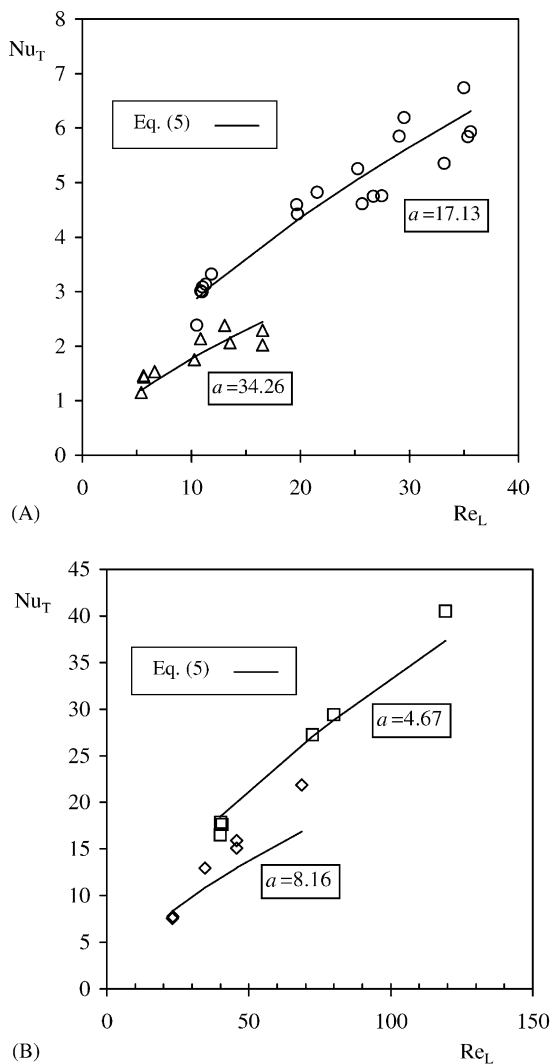 8
Nu_T
7
Eq. (5)
6
5
a=17.13
4
3
2
a=34.26
1
0
0 10 20 30 40
(A) Re_L
45
Nu_T
40
35
Eq. (5)
30
a=4.67
25
20
15
a=8.16
10
5
0
0 50 100 150
(B) Re_L